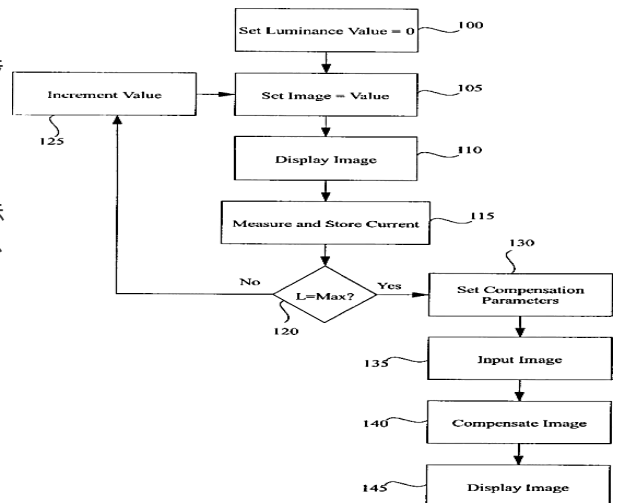 Set Luminance Value = 0
100
Increment Value
Set Image = Value
105
125
Display Image
110
Measure and Store Current
115
No
L=Max?
Yes
120
130
Set Compensation
Parameters
Input Image
135
Compensate Image
140
Display Image
145